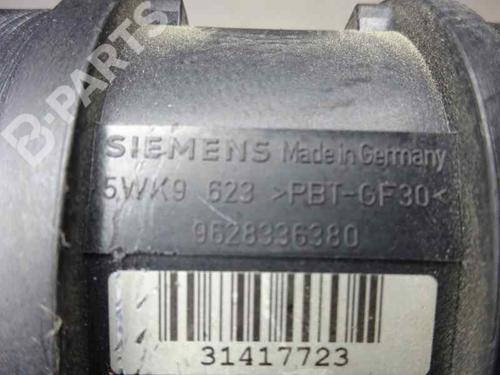 B-PARTS
SIEMENS Made in Germany
5WK9 623 >PBT-GF30<
9628336380
31417723